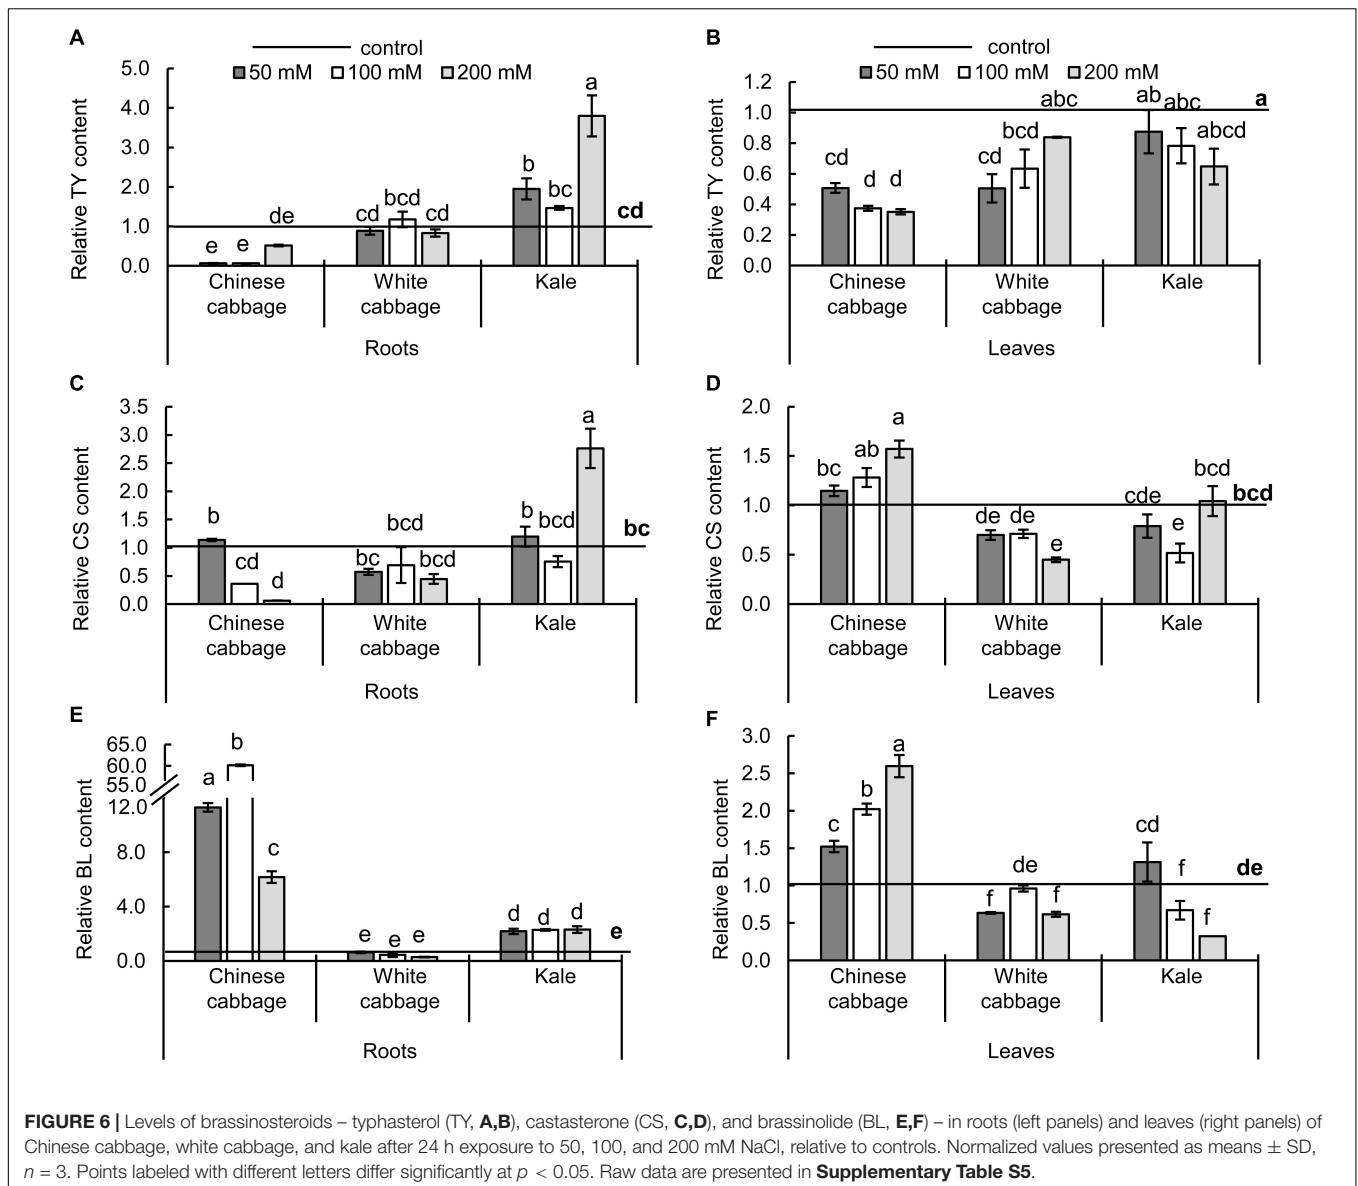 A
control
50 mM 100 mM 200 mM
Relative TY content
5.0
4.0
3.0
2.0
1.0
0.0
e e de
cd bcd cd
b bc a
cd
Chinese cabbage
White cabbage
Kale
Roots
B
control
50 mM 100 mM 200 mM
Relative TY content
1.2
1.0
0.8
0.6
0.4
0.2
0.0
cd d d
cd bcd abc
ab abc abcd
a
Chinese cabbage
White cabbage
Kale
Leaves
C
Relative CS content
3.5
3.0
2.5
2.0
1.5
1.0
0.5
0.0
b cd d
bc bcd bcd
b bcd a
bc
Chinese cabbage
White cabbage
Kale
Roots
D
Relative CS content
2.0
1.5
1.0
0.5
0.0
bc ab a
de de e
cde e bcd
bcd
Chinese cabbage
White cabbage
Kale
Leaves
E
Relative BL content
65.0
60.0
55.0
12.0
8.0
4.0
0.0
a b c
e e e
d d d
e
Chinese cabbage
White cabbage
Kale
Roots
F
Relative BL content
3.0
2.5
2.0
1.5
1.0
0.5
0.0
c b a
f de f
cd f f
de
Chinese cabbage
White cabbage
Kale
Leaves
FIGURE 6 | Levels of brassinosteroids – typhasterol (TY, A,B), castasterone (CS, C,D), and brassinolide (BL, E,F) – in roots (left panels) and leaves (right panels) of
Chinese cabbage, white cabbage, and kale after 24 h exposure to 50, 100, and 200 mM NaCl, relative to controls. Normalized values presented as means ± SD,
n = 3. Points labeled with different letters differ significantly at p < 0.05. Raw data are presented in Supplementary Table S5.